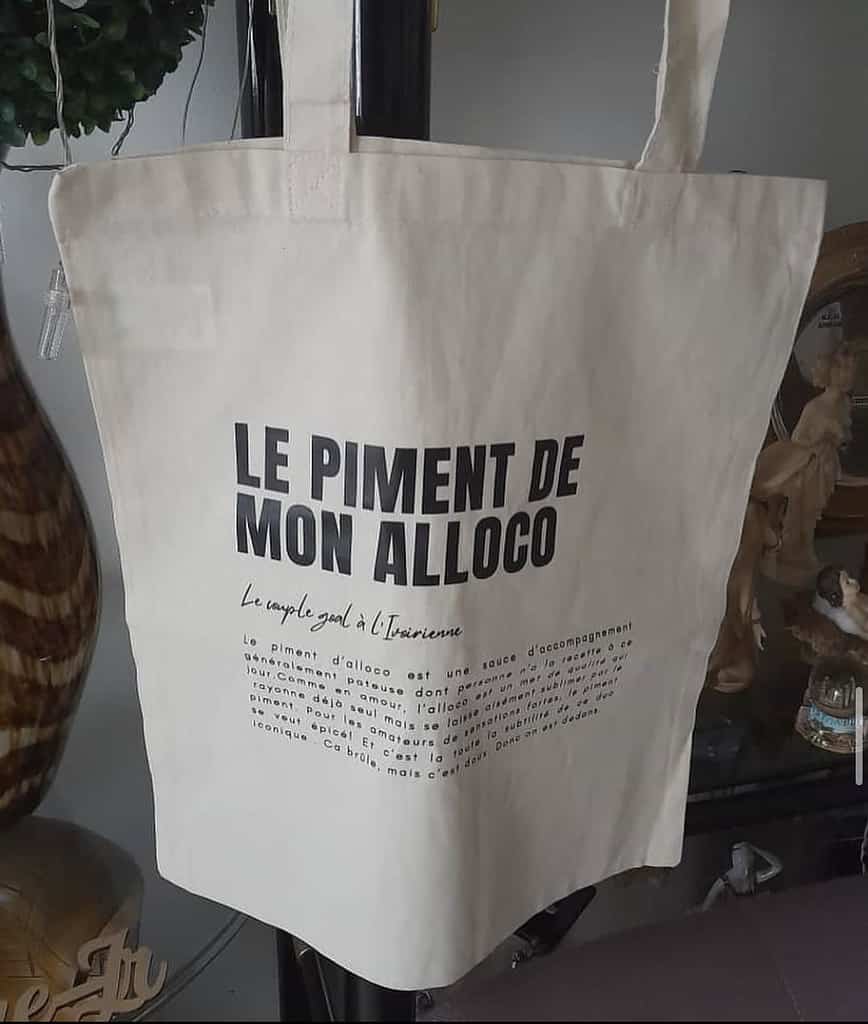 LE PIMENT DE
MON ALLOCO
Le couple goal à l'Ivoirienne
Le piment d'alloco est une sauce d'accompagnement
généralement pateuse dont personne n'a la recette à ce
jour.Comme en amour, l'alloco est un met de qualité qui
rayonne déjà seul mais se laisse aisément sublimer par le
piment. Pour les amateurs de sensations fortes, le piment
se veut épicé! Et c'est là toute la subtilité de ce duo
iconique . Ca brûle, mais c'est doux. Donc on est dedans.